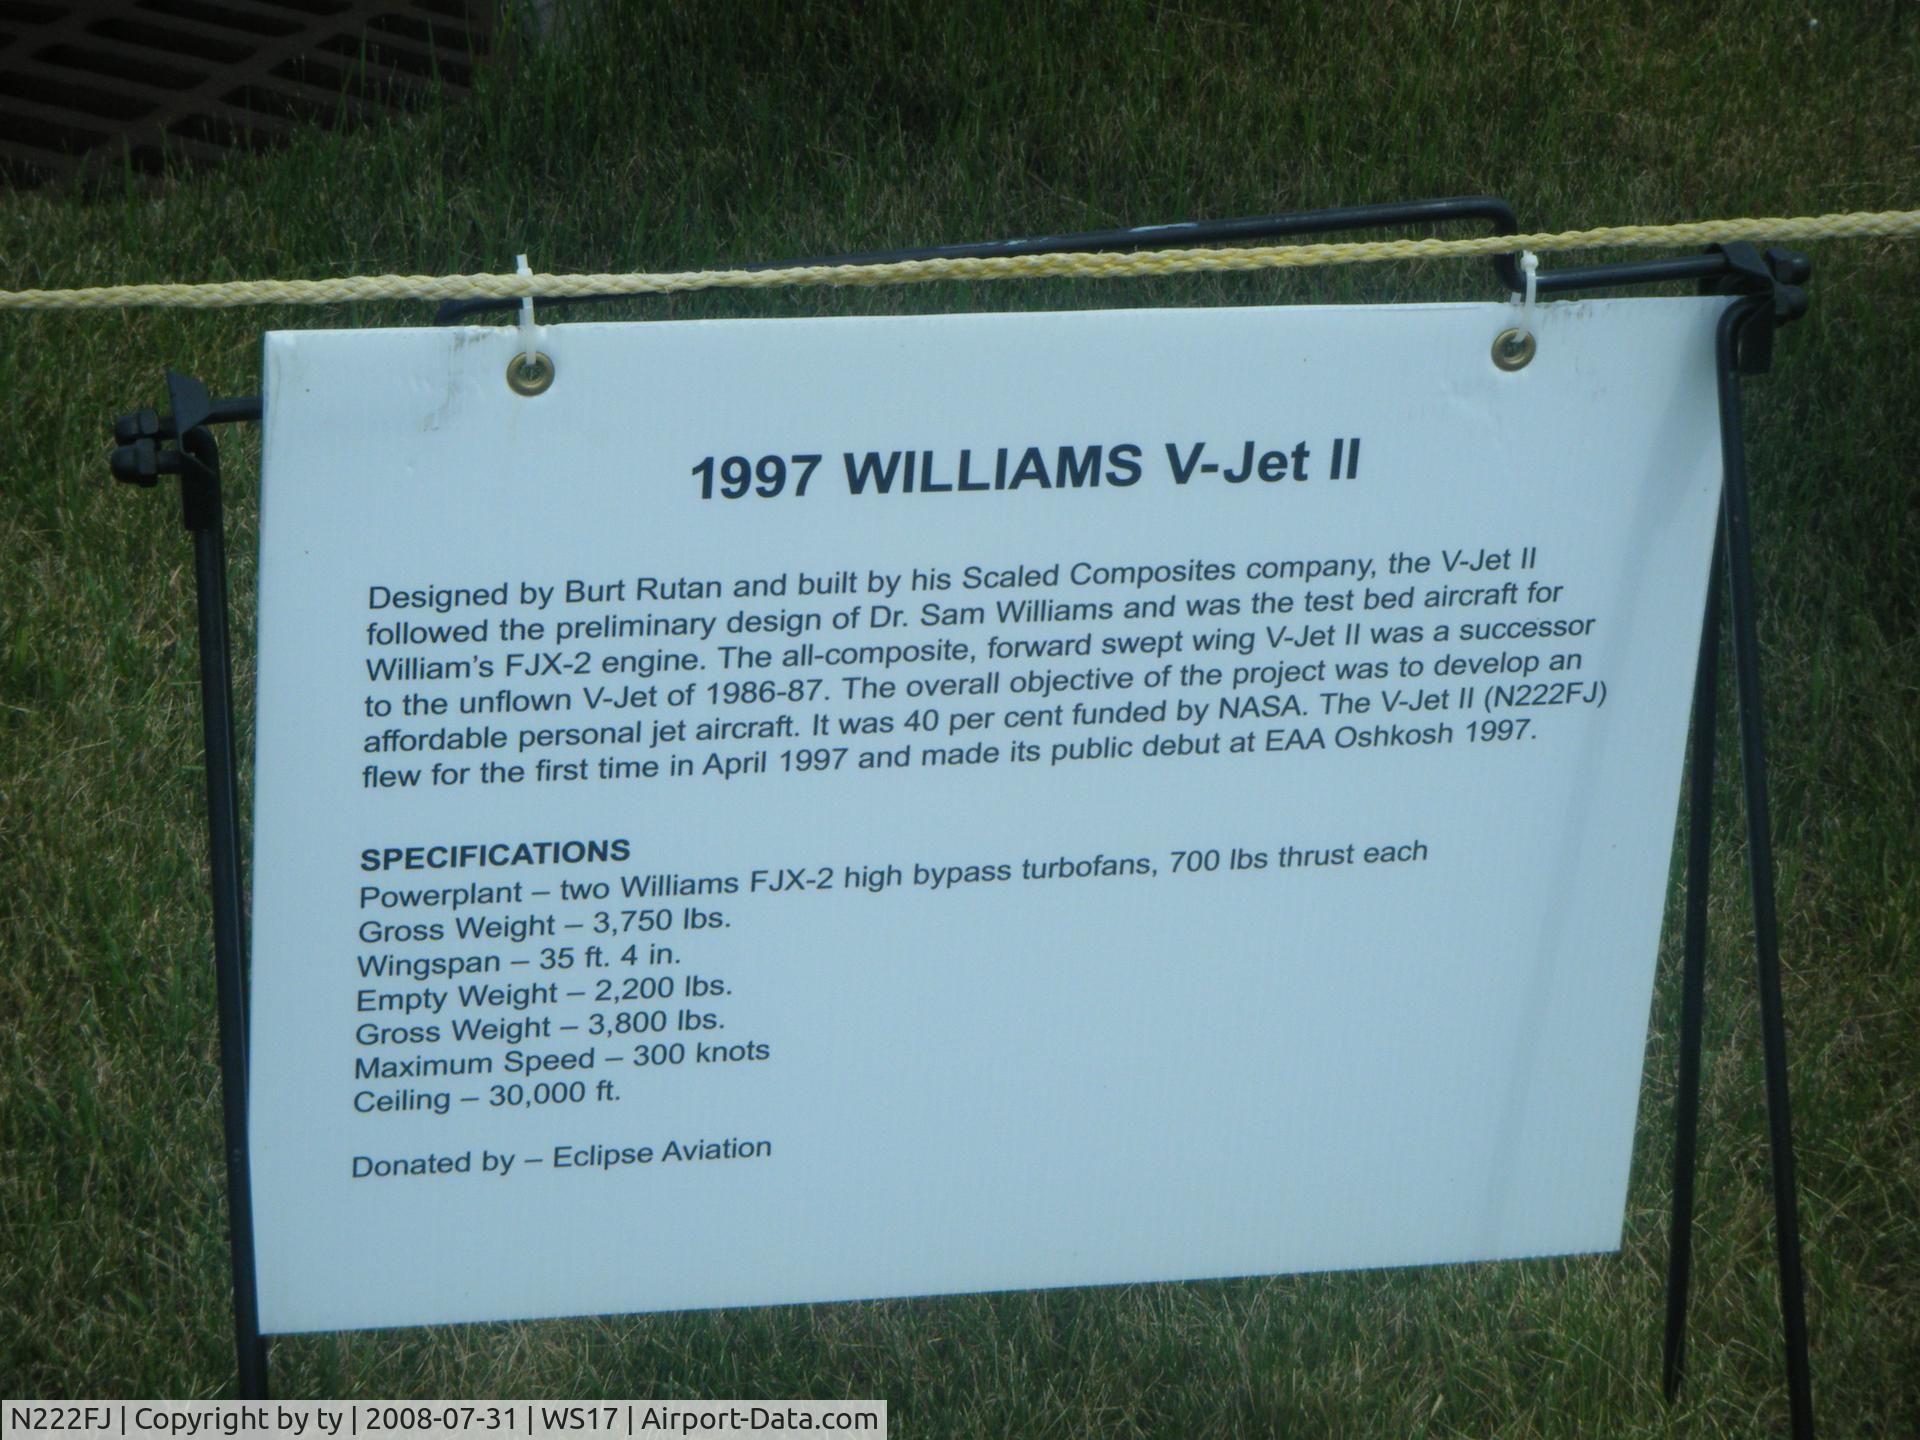 1997 WILLIAMS V-Jet II
Designed by Burt Rutan and built by his Scaled Composites company, the V-Jet II
followed the preliminary design of Dr. Sam Williams and was the test bed aircraft for
William's FJX-2 engine. The all-composite, forward swept wing V-Jet II was a successor
to the unflown V-Jet of 1986-87. The overall objective of the project was to develop an
affordable personal jet aircraft. It was 40 per cent funded by NASA. The V-Jet II (N222FJ)
flew for the first time in April 1997 and made its public debut at EAA Oshkosh 1997.
SPECIFICATIONS
Powerplant – two Williams FJX-2 high bypass turbofans, 700 lbs thrust each
Gross Weight – 3,750 lbs.
Wingspan – 35 ft. 4 in.
Empty Weight – 2,200 lbs.
Gross Weight – 3,800 lbs.
Maximum Speed – 300 knots
Ceiling – 30,000 ft.
Donated by – Eclipse Aviation
N222FJ | Copyright by ty | 2008-07-31 | WS17 | Airport-Data.com